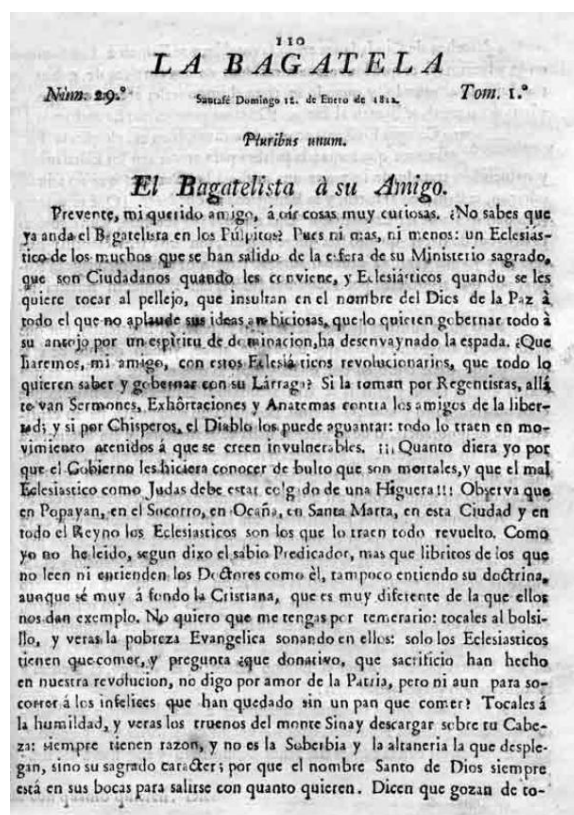 110
LA BAGATELA
Núm. 29.º Santafé Domingo 12. de Enero de 1812. Tom. 1.º
Pluribus unum.
El Bagatelista à su Amigo.
Prevente, mi querido amigo, á oír cosas muy curiosas. ¿No sabes que
ya anda el Bagatelista en los Púlpitos? Pues ni mas, ni menos: un Eclesiás-
tico de los muchos que se han salido de la esfera de su Ministerio sagrado,
que son Ciudadanos quando les conviene, y Eclesiásticos quando se les
quiere tocar al pellejo, que insultan en el nombre del Dios de la Paz à
todo el que no aplaude sus ideas ambiciosas, que lo quieren gobernar todo à
su antojo por un espiritu de dominacion, ha desenvaynado la espada. ¿Que
haremos, mi amigo, con estos Eclesiásticos revolucionarios, que todo lo
quieren saber y gobernar con su Lárraga? Si la toman por Regentistas, allá
te van Sermones, Exhôrtaciones y Anatemas contra los amigos de la liber-
tad; y si por Chisperos, el Diablo los puede aguantar: todo lo traen en mo-
vimiento atenidos á que se creen invulnerables. ¡¡¡ Quanto diera yo por
que el Gobierno les hiciera conocer de bulto que son mortales, y que el mal
Eclesiastico como Judas debe estar colgado de una Higuera!!! Observa que
en Popayan, en el Socorro, en Ocaña, en Santa Marta, en esta Ciudad y en
todo el Reyno los Eclesiasticos son los que lo traen todo revuelto. Como
yo no he leido, segun dixo el sabio Predicador, mas que libritos de los que
no leen ni entienden los Doctores como èl, tampoco entiendo su doctrina,
aunque sé muy á fondo la Cristiana, que es muy diferente de la que ellos
nos dan exemplo. No quiero que me tengas por temerario: tocales al bolsi-
llo, y veras la pobreza Evangelica sonando en ellos: solo los Eclesiasticos
tienen que comer, y pregunta ¿que donativo, que sacrificio han hecho
en nuestra revolucion, no digo por amor de la Patria, pero ni aun para so-
correr á los infelices que han quedado sin un pan que comer? Tocales á
la humildad, y veras los truenos del monte Sinay descargar sobre tu Cabe-
za: siempre tienen razon, y no es la Soberbia y la altaneria la que desple-
gan, sino su sagrado caracter; por que el nombre Santo de Dios siempre
está en sus bocas para salirse con quanto quieren. Dicen que gozan de to-